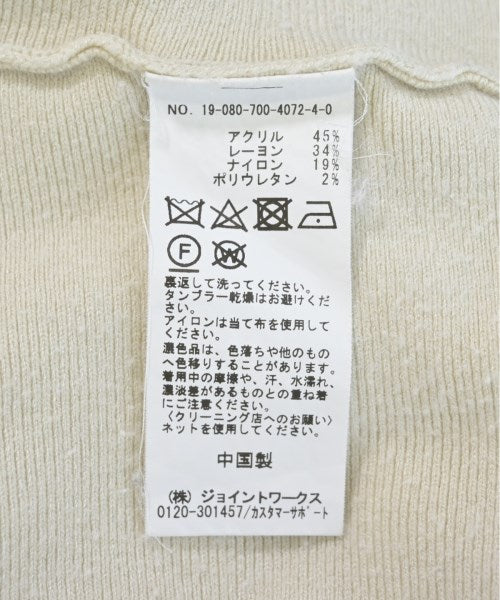 NO. 19-080-700-4072-4-0
アクリル 45%
レーヨン 34%
ナイロン 19%
ポリウレタン 2%
F W
裏返して洗ってください。
タンブラー乾燥はお避けくだ
さい。
アイロンは当て布を使用して
ください。
濃色品は、色落ちや他のもの
へ色移りすることがあります。
着用中の摩擦や、汗、水濡れ、
濃淡差があるものとの重ね着
にご注意ください。
〈クリーニング店へのお願い〉
ネットを使用してください。
中国製
(株) ジョイントワークス
0120-301457/カスタマーサポート